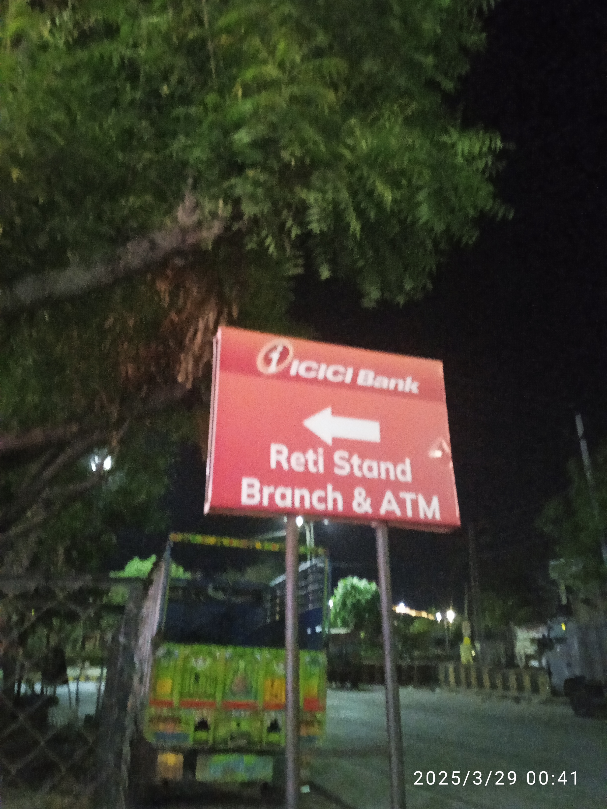 ICICI Bank
Reti Stand
Branch & ATM
2025/3/29 00:41